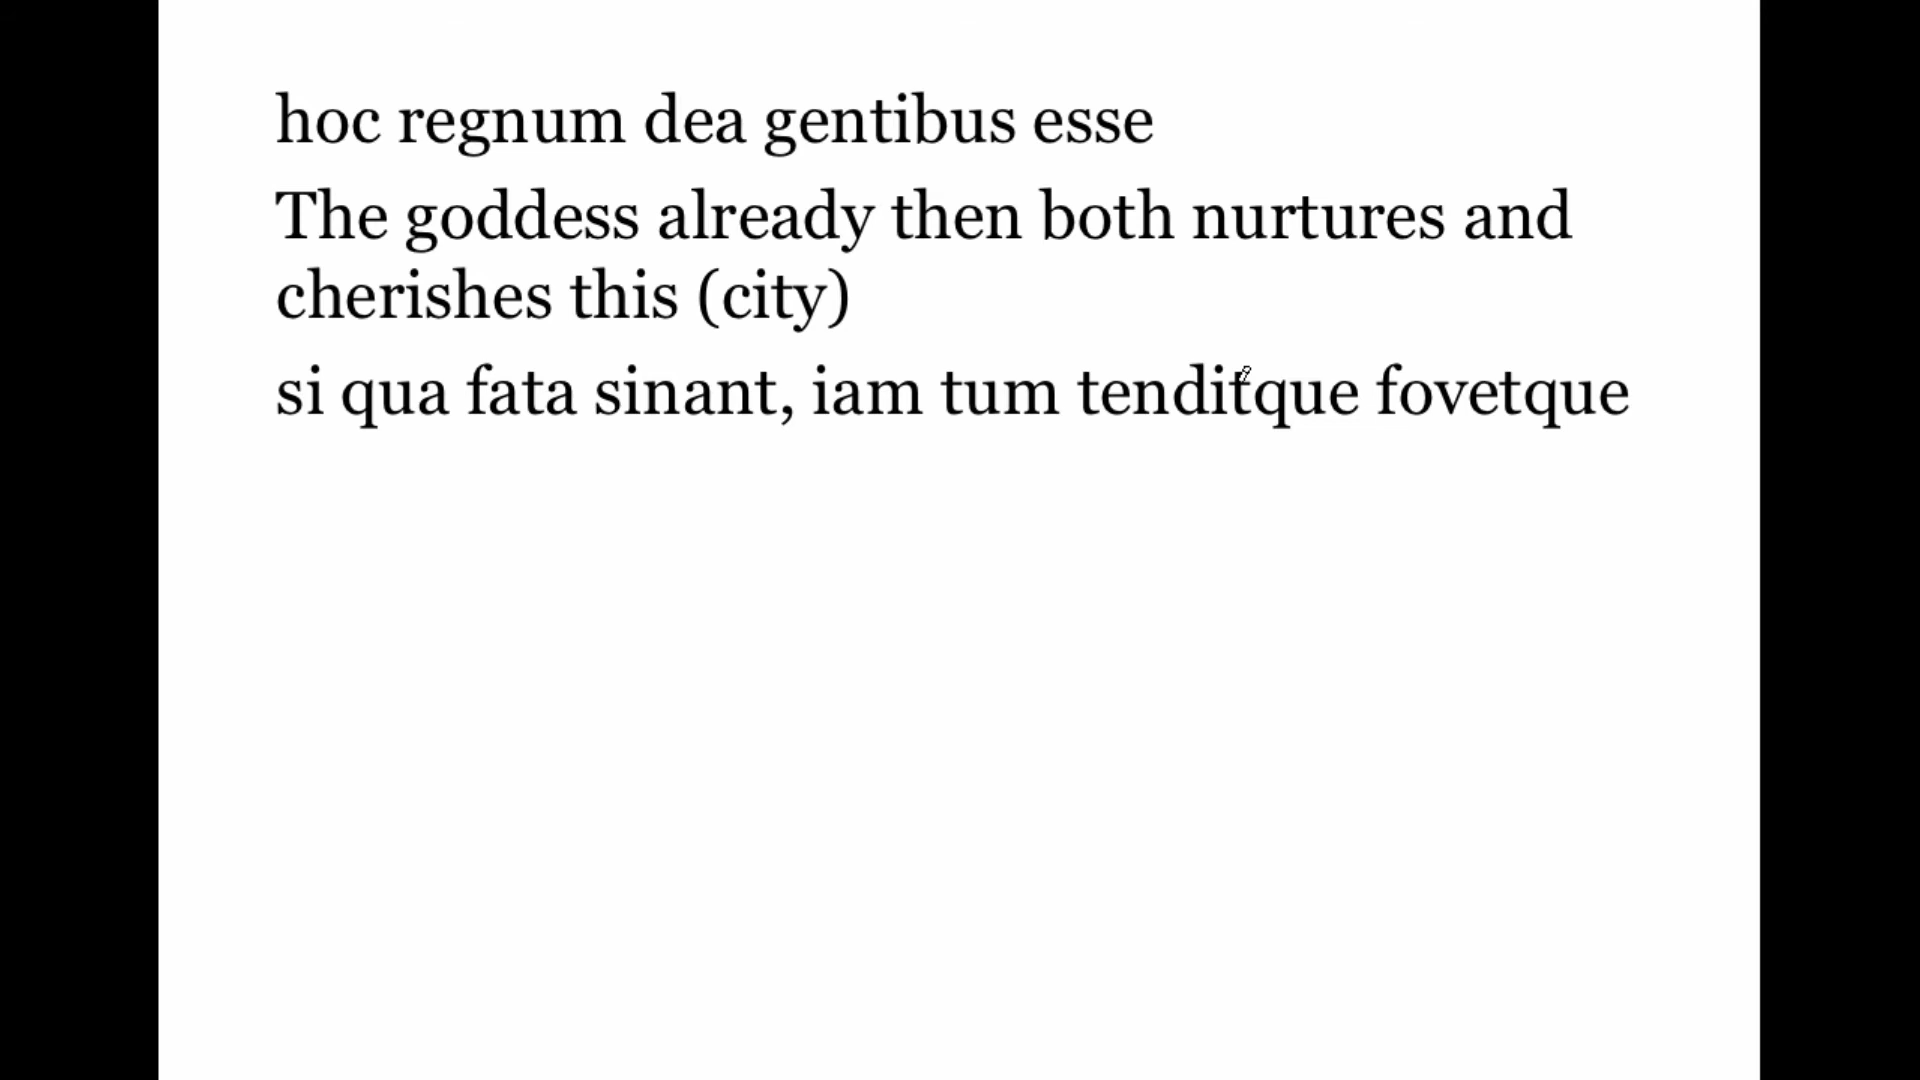 hoc regnum dea gentibus esse
The goddess already then both nurtures and
cherishes this (city)
si qua fata sinant, iam tum tenditque fovetque